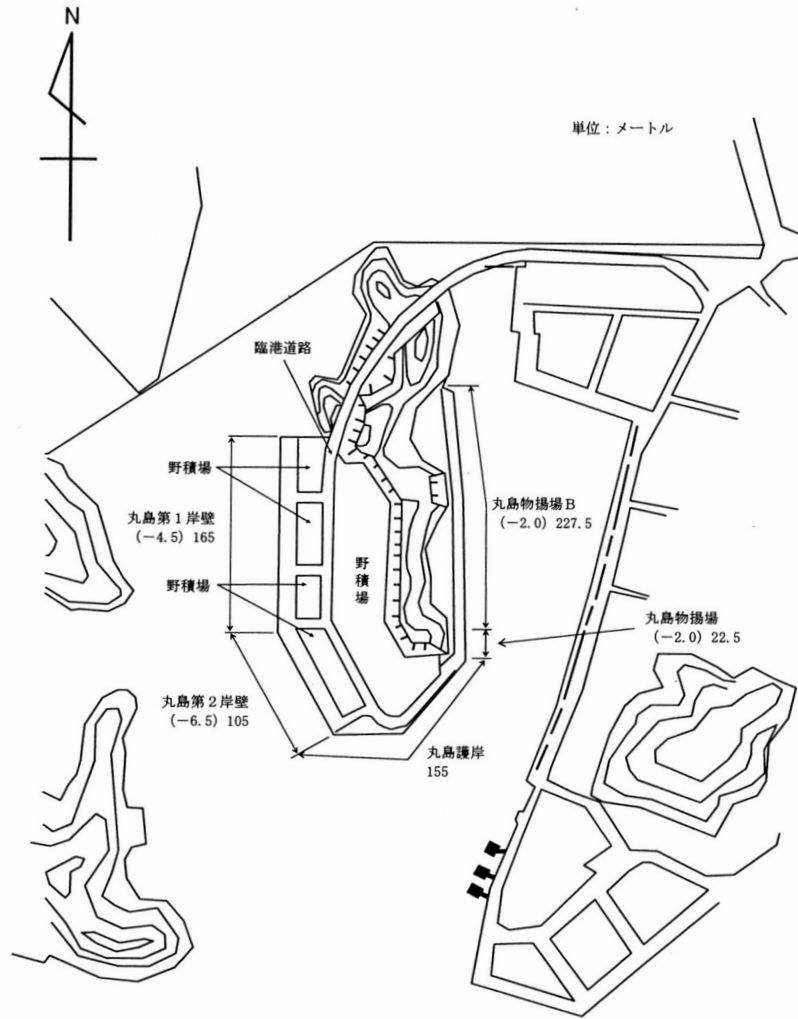 N
単位：メートル
臨港道路
野積場
丸島第1岸壁
(−4.5) 165
野積場
野積場
丸島物揚場B
(−2.0) 227.5
丸島物揚場
(−2.0) 22.5
丸島第2岸壁
(−6.5) 105
丸島護岸
155